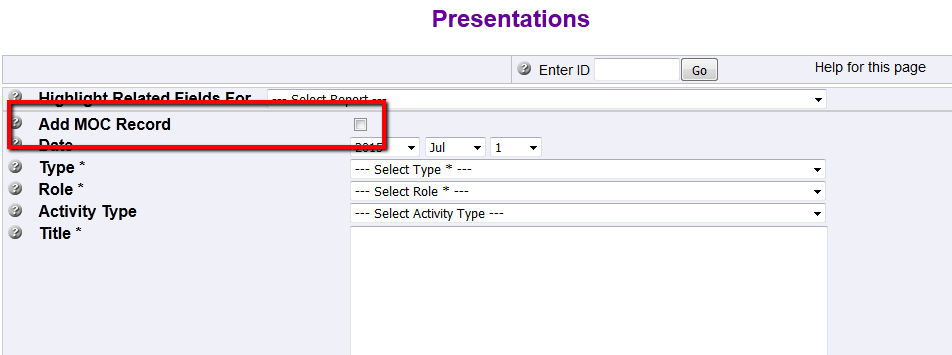 Presentations
Enter ID Go Help for this page
Highlight Related Fields For --- Select Report ---
Add MOC Record
Date 2015 Jul 1
Type * --- Select Type * ---
Role * --- Select Role * ---
Activity Type --- Select Activity Type ---
Title *